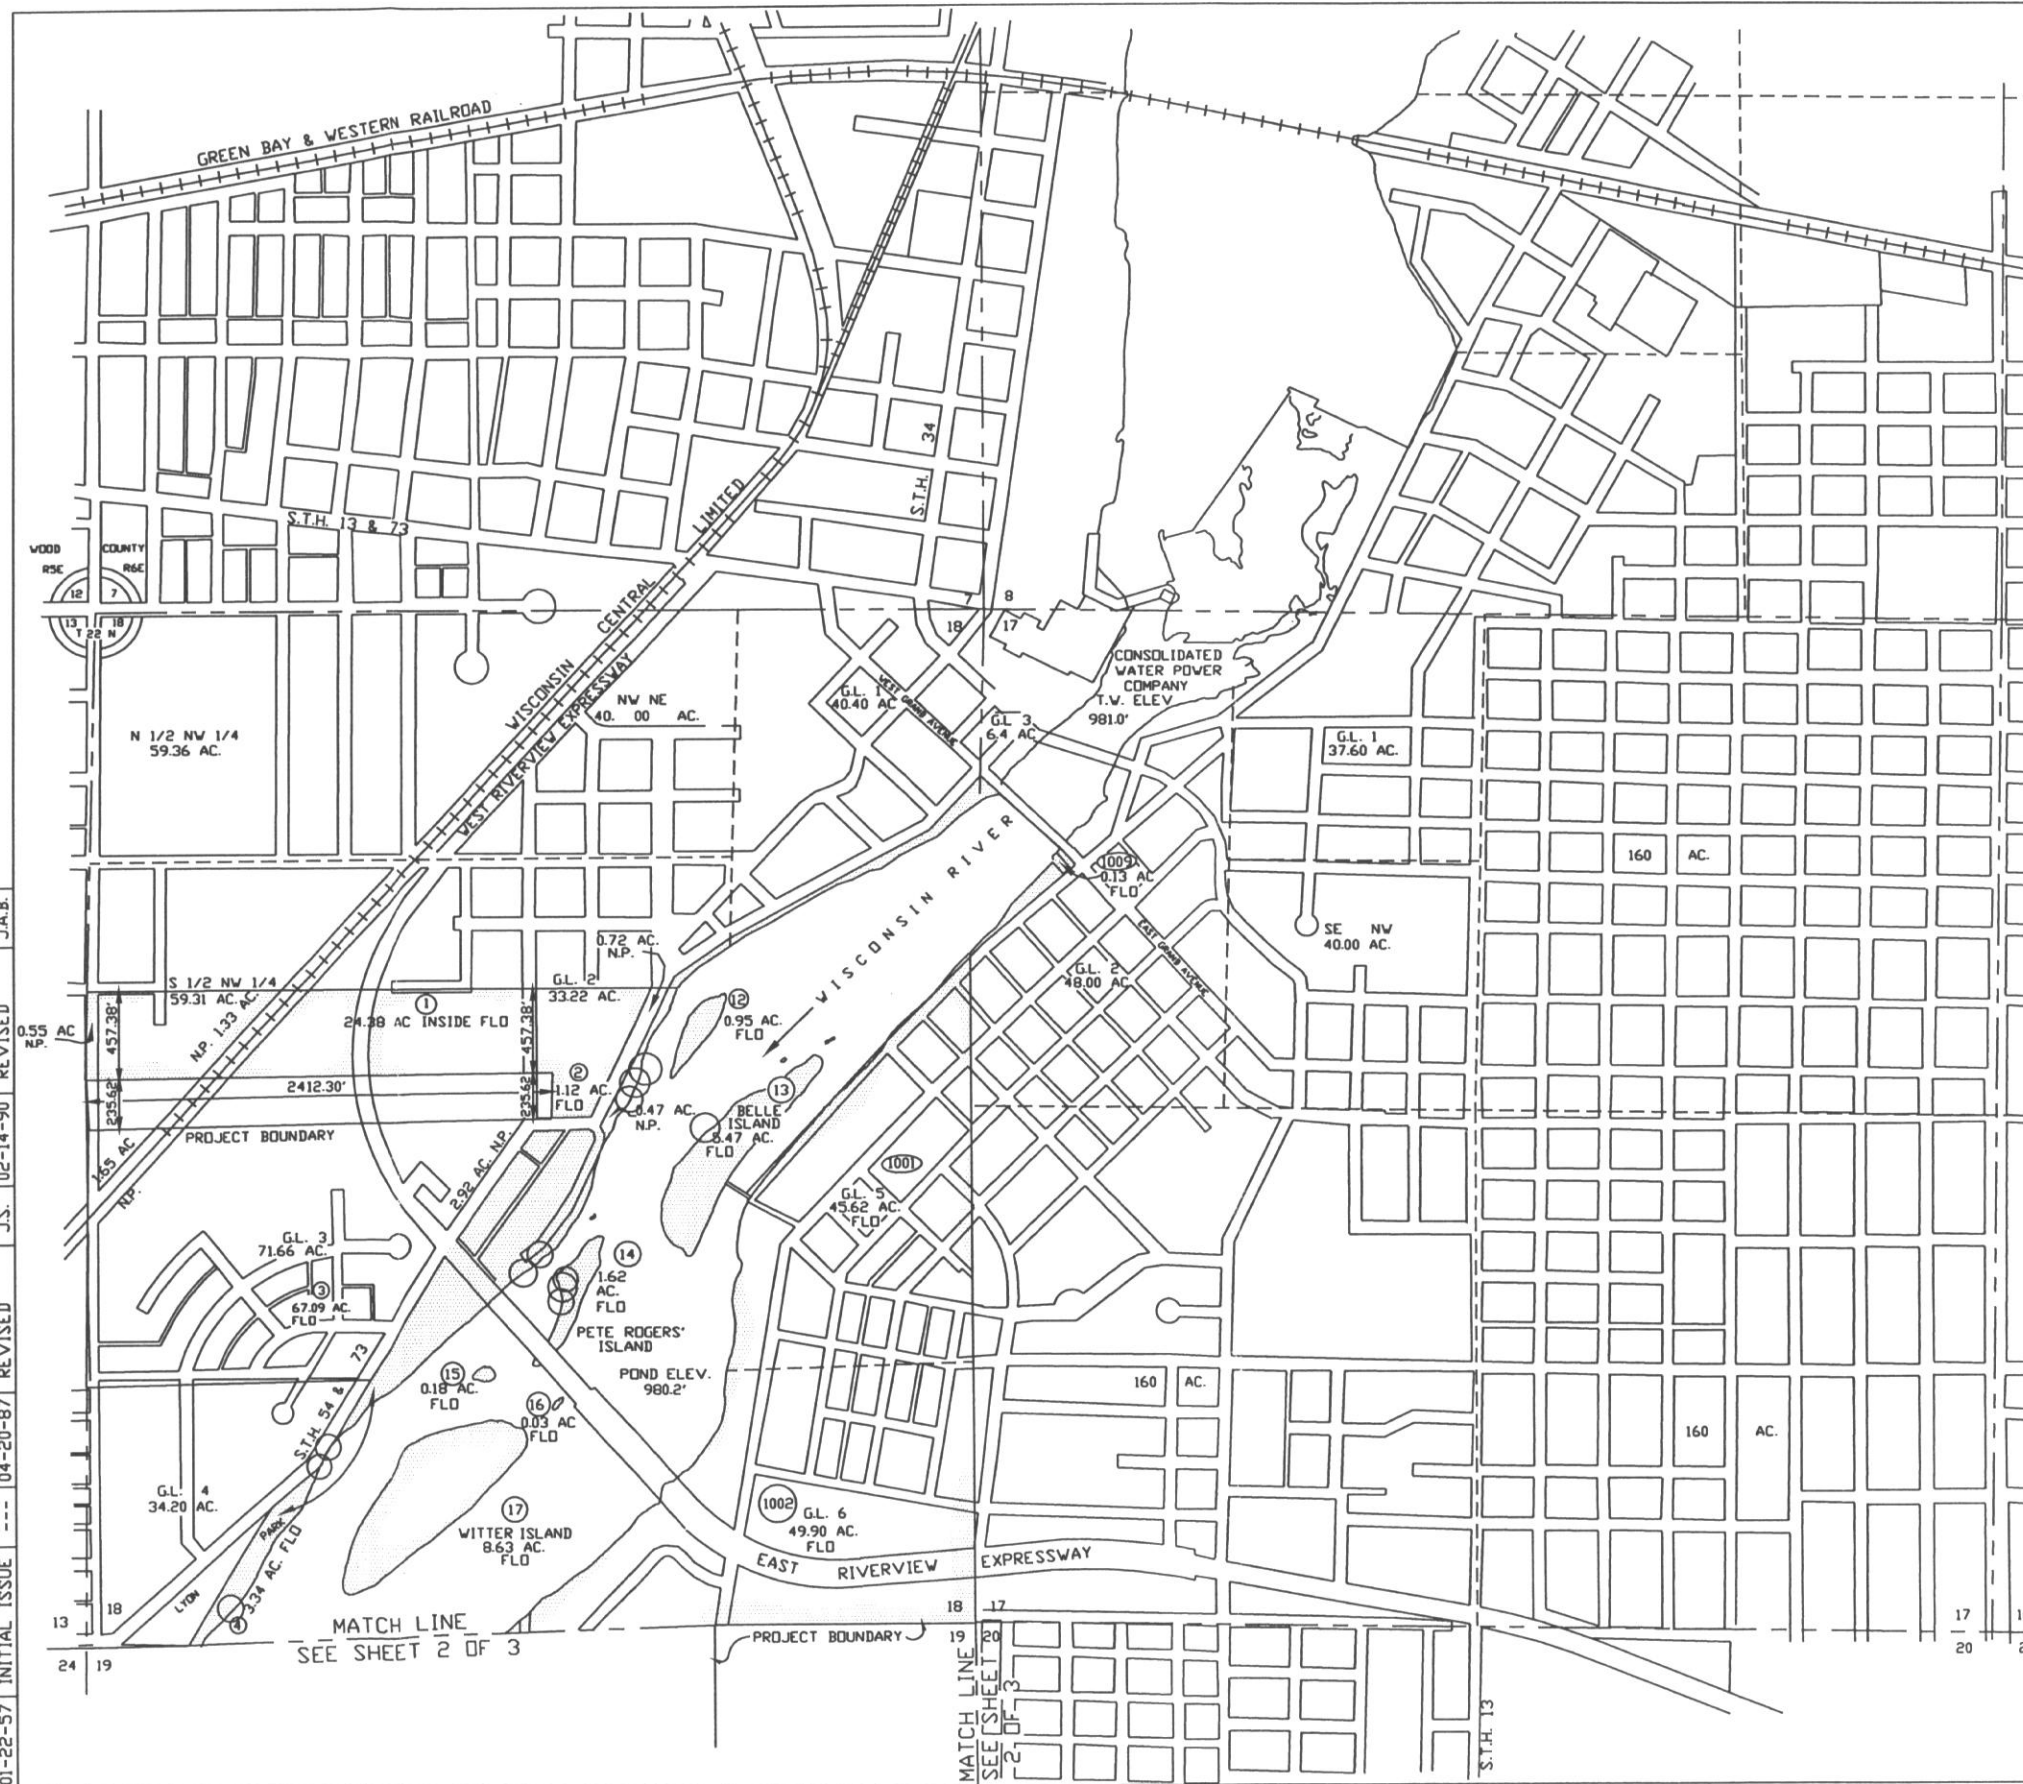 GREEN BAY & WESTERN RAILROAD
34
S.T.H.
LIMITED
S.T.H. 13 & 73
WOOD COUNTY
R5E R6E
12 7
13 18
T 22 N
CENTRAL
WISCONSIN
WEST RIVERVIEW EXPRESSWAY
7 8
18 17
CONSOLIDATED
WATER POWER
COMPANY
T.W. ELEV
981.0'
NW NE
40. 00 AC.
G.L. 1
40.40 AC
WEST GRAND AVENUE
G.L 3
6.4 AC
N 1/2 NW 1/4
59.36 AC.
G.L. 1
37.60 AC.
160 AC.
WISCONSIN RIVER
1009
0.13 AC
FLO
EAST GRAND AVENUE
SE NW
40.00 AC.
0.72 AC.
N.P.
G.L. 2
33.22 AC.
G.L. 2
48.00 AC.
S 1/2 NW 1/4
59.31 AC.
N.P. 1.33 AC.
1
24.38 AC INSIDE FLO
12
0.95 AC.
FLO
0.55 AC
N.P.
457.38'
457.38'
2412.30'
235.62'
235.62'
2
1.12 AC.
FLO
0.47 AC.
N.P.
13
BELLE
ISLAND
5.47 AC.
FLO
PROJECT BOUNDARY
1.65 AC
N.P.
2.92 AC. N.P.
1001
G.L. 5
45.62 AC.
FLO
G.L. 3
71.66 AC.
3
67.09 AC.
FLO
14
1.62
AC.
FLO
PETE ROGERS'
ISLAND
POND ELEV.
980.2'
15
0.18 AC.
FLO
16
0.03 AC
FLO
S.T.H. 54 & 73
160 AC.
160 AC.
G.L. 4
34.20 AC.
17
WITTER ISLAND
8.63 AC.
FLO
1002
G.L. 6
49.90 AC.
FLO
EAST RIVERVIEW EXPRESSWAY
LYON PARK
3.34 AC. FLO
4
13 18
24 19
MATCH LINE
SEE SHEET 2 OF 3
PROJECT BOUNDARY
18 17
19 20
MATCH LINE
SEE SHEET
2 OF 3
S.T.H. 13
17
20
J.A.B.
REVISED
02-14-90
J.S.
REVISED
04-20-87
---
INITIAL ISSUE
01-22-57